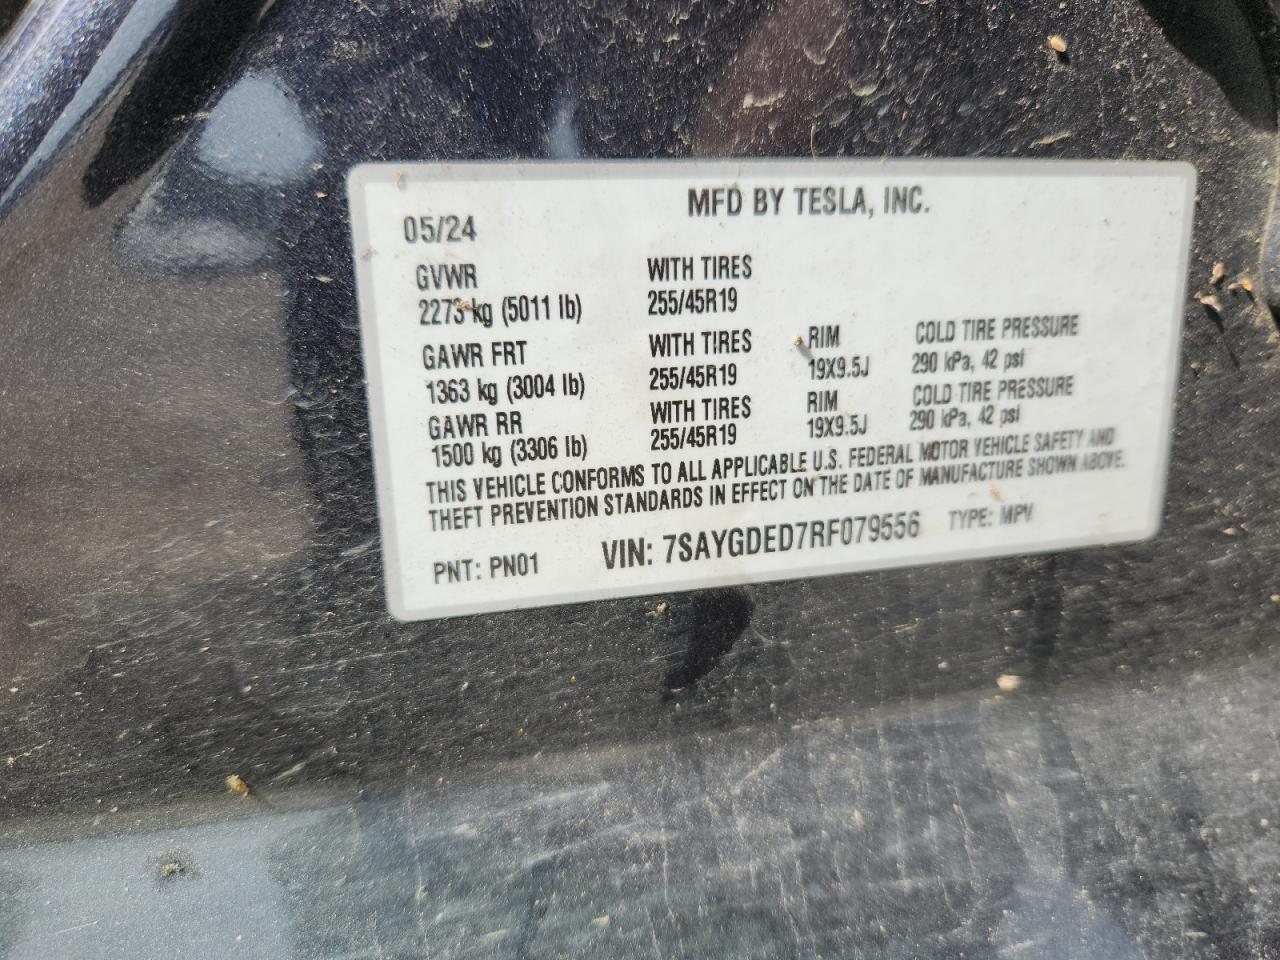 MFD BY TESLA, INC.
05/24
GVWR WITH TIRES
2273 kg (5011 lb) 255/45R19
GAWR FRT WITH TIRES RIM COLD TIRE PRESSURE
1363 kg (3004 lb) 255/45R19 19X9.5J 290 kPa, 42 psi
GAWR RR WITH TIRES RIM COLD TIRE PRESSURE
1500 kg (3306 lb) 255/45R19 19X9.5J 290 kPa, 42 psi
THIS VEHICLE CONFORMS TO ALL APPLICABLE U.S. FEDERAL MOTOR VEHICLE SAFETY AND
THEFT PREVENTION STANDARDS IN EFFECT ON THE DATE OF MANUFACTURE SHOWN ABOVE.
PNT: PN01 VIN: 7SAYGDED7RF079556 TYPE: MPV